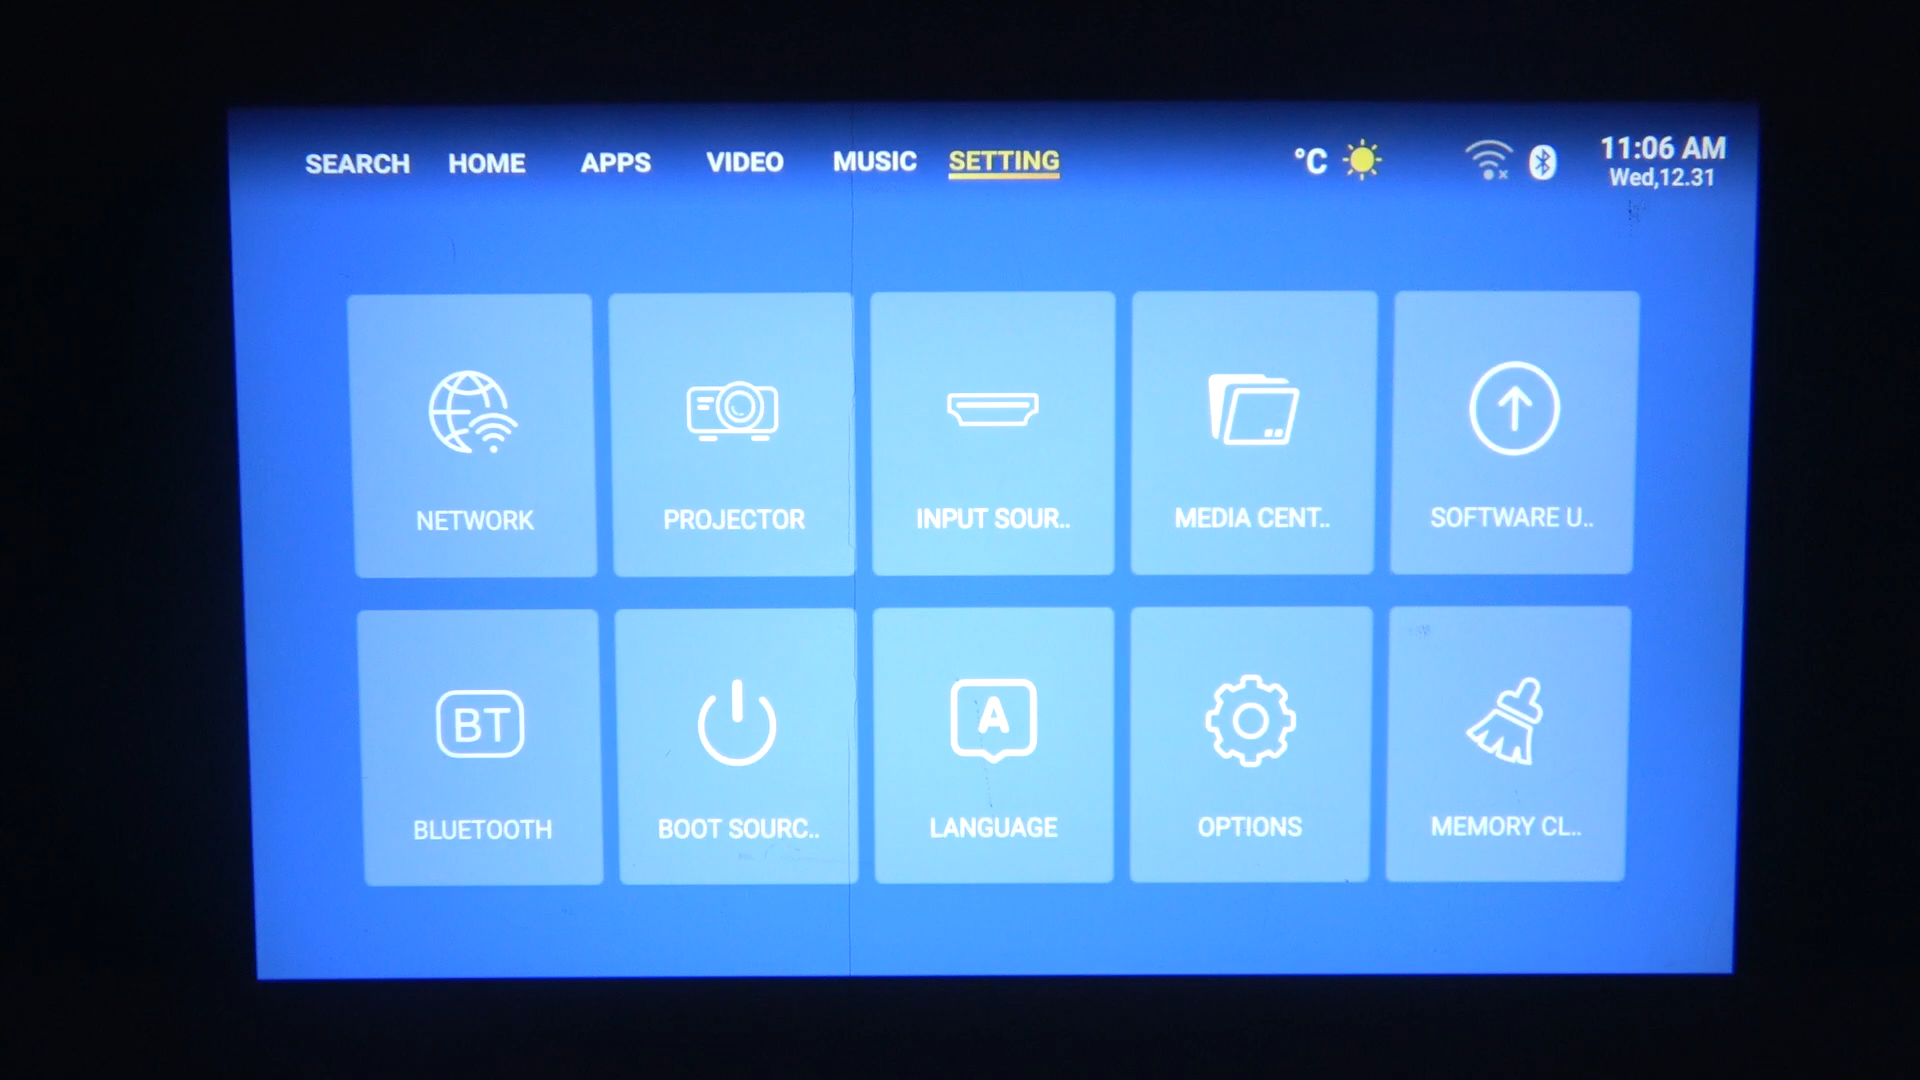 SEARCH HOME APPS VIDEO MUSIC SETTING °C 11:06 AM
Wed,12.31
NETWORK PROJECTOR INPUT SOUR.. MEDIA CENT.. SOFTWARE U..
BT A
BLUETOOTH BOOT SOURC.. LANGUAGE OPTIONS MEMORY CL..